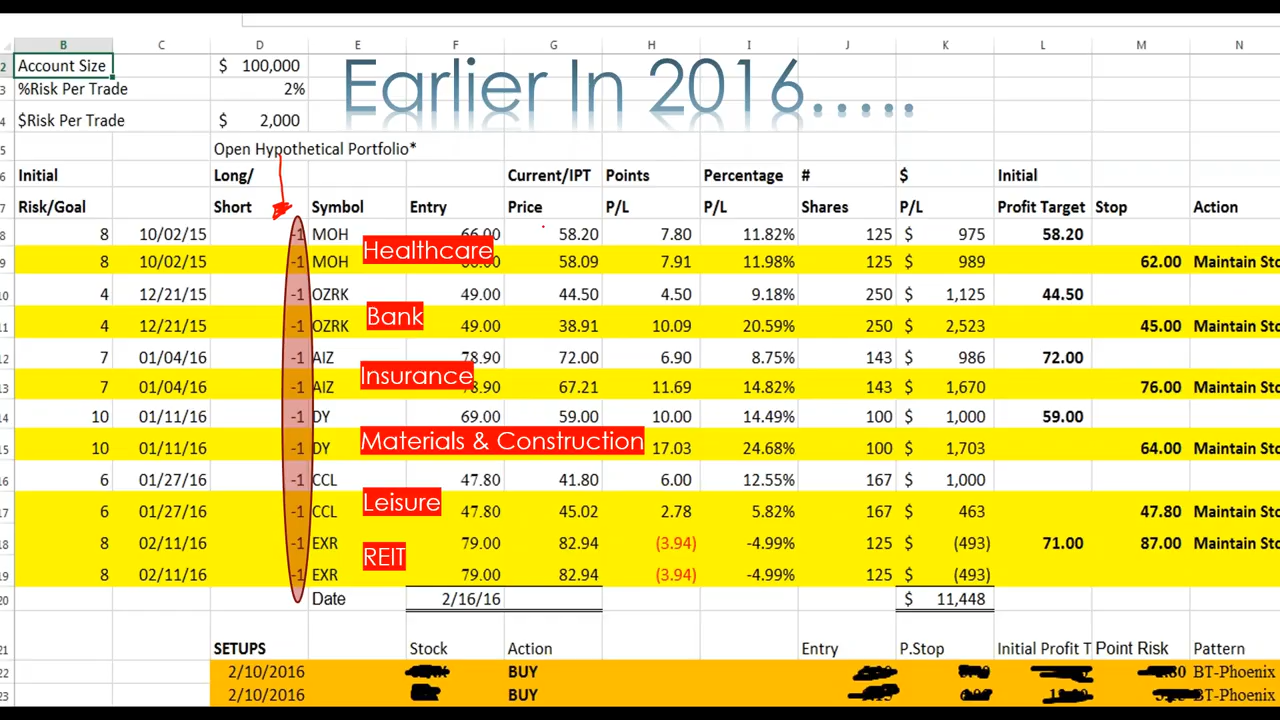 B C D E F G H I J K L M N
2 Account Size $ 100,000
Earlier In 2016.....
3 %Risk Per Trade 2%
4 $Risk Per Trade $ 2,000
5 Open Hypothetical Portfolio*
6 Initial Long/ Current/IPT Points Percentage # $ Initial
7 Risk/Goal Short Symbol Entry Price P/L P/L Shares P/L Profit Target Stop Action
8 8 10/02/15 -1 MOH 66.00 58.20 7.80 11.82% 125 $ 975 58.20
Healthcare
9 8 10/02/15 -1 MOH 58.09 7.91 11.98% 125 $ 989 62.00 Maintain Sto
10 4 12/21/15 -1 OZRK 49.00 44.50 4.50 9.18% 250 $ 1,125 44.50
Bank
11 4 12/21/15 -1 OZRK 49.00 38.91 10.09 20.59% 250 $ 2,523 45.00 Maintain Sto
12 7 01/04/16 -1 AIZ 78.90 72.00 6.90 8.75% 143 $ 986 72.00
Insurance
13 7 01/04/16 -1 AIZ 78.90 67.21 11.69 14.82% 143 $ 1,670 76.00 Maintain Sto
14 10 01/11/16 -1 DY 69.00 59.00 10.00 14.49% 100 $ 1,000 59.00
Materials & Construction
15 10 01/11/16 -1 DY 17.03 24.68% 100 $ 1,703 64.00 Maintain Sto
16 6 01/27/16 -1 CCL 47.80 41.80 6.00 12.55% 167 $ 1,000
Leisure
17 6 01/27/16 -1 CCL 47.80 45.02 2.78 5.82% 167 $ 463 47.80 Maintain Sto
18 8 02/11/16 -1 EXR 79.00 82.94 (3.94) -4.99% 125 $ (493) 71.00 87.00 Maintain Sto
REIT
19 8 02/11/16 -1 EXR 79.00 82.94 (3.94) -4.99% 125 $ (493)
20 Date 2/16/16 $ 11,448
21 SETUPS Stock Action Entry P.Stop Initial Profit T Point Risk Pattern
22 2/10/2016 BUY BT-Phoenix
23 2/10/2016 BUY BT-Phoenix